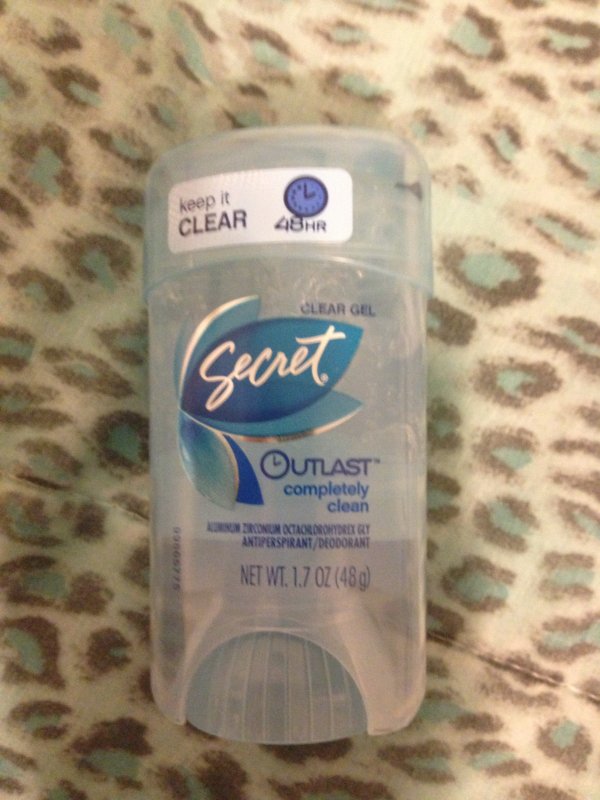 keep it
CLEAR
48HR
CLEAR GEL
Secret®
OUTLAST™
completely
clean
ALUMINUM ZIRCONIUM OCTACHLOROHYDREX GLY
ANTIPERSPIRANT/DEODORANT
NET WT. 1.7 OZ (48g)